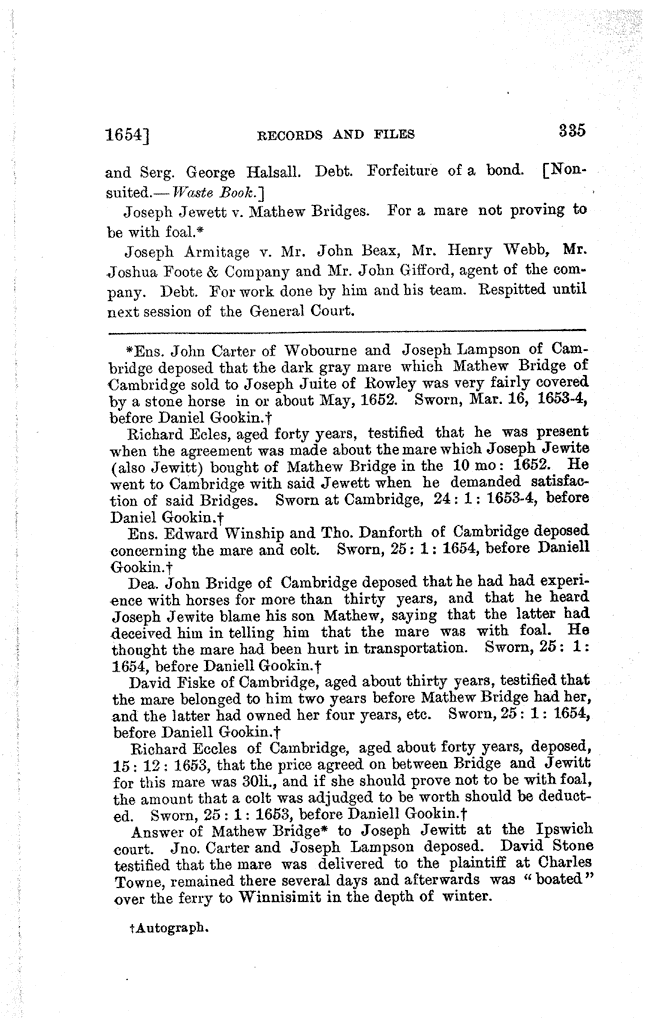 1654] RECORDS AND FILES 335
and Serg. George Halsall. Debt. Forfeiture of a bond. [Non-
suited.—Waste Book.]
Joseph Jewett v. Mathew Bridges. For a mare not proving to
be with foal.*
Joseph Armitage v. Mr. John Beax, Mr. Henry Webb, Mr.
Joshua Foote & Company and Mr. John Gifford, agent of the com-
pany. Debt. For work done by him and his team. Respitted until
next session of the General Court.
*Ens. John Carter of Wobourne and Joseph Lampson of Cam-
bridge deposed that the dark gray mare which Mathew Bridge of
Cambridge sold to Joseph Juite of Rowley was very fairly covered
by a stone horse in or about May, 1652. Sworn, Mar. 16, 1653-4,
before Daniel Gookin.†
Richard Ecles, aged forty years, testified that he was present
when the agreement was made about the mare which Joseph Jewite
(also Jewitt) bought of Mathew Bridge in the 10 mo: 1652. He
went to Cambridge with said Jewett when he demanded satisfac-
tion of said Bridges. Sworn at Cambridge, 24: 1: 1653-4, before
Daniel Gookin.†
Ens. Edward Winship and Tho. Danforth of Cambridge deposed
concerning the mare and colt. Sworn, 25: 1: 1654, before Daniell
Gookin.†
Dea. John Bridge of Cambridge deposed that he had had experi-
ence with horses for more than thirty years, and that he heard
Joseph Jewite blame his son Mathew, saying that the latter had
deceived him in telling him that the mare was with foal. He
thought the mare had been hurt in transportation. Sworn, 25: 1:
1654, before Daniell Gookin.†
David Fiske of Cambridge, aged about thirty years, testified that
the mare belonged to him two years before Mathew Bridge had her,
and the latter had owned her four years, etc. Sworn, 25: 1: 1654,
before Daniell Gookin.†
Richard Eccles of Cambridge, aged about forty years, deposed,
15: 12: 1653, that the price agreed on between Bridge and Jewitt
for this mare was 30li., and if she should prove not to be with foal,
the amount that a colt was adjudged to be worth should be deduct-
ed. Sworn, 25: 1: 1653, before Daniell Gookin.†
Answer of Mathew Bridge* to Joseph Jewitt at the Ipswich
court. Jno. Carter and Joseph Lampson deposed. David Stone
testified that the mare was delivered to the plaintiff at Charles
Towne, remained there several days and afterwards was "boated"
over the ferry to Winnisimit in the depth of winter.
†Autograph.